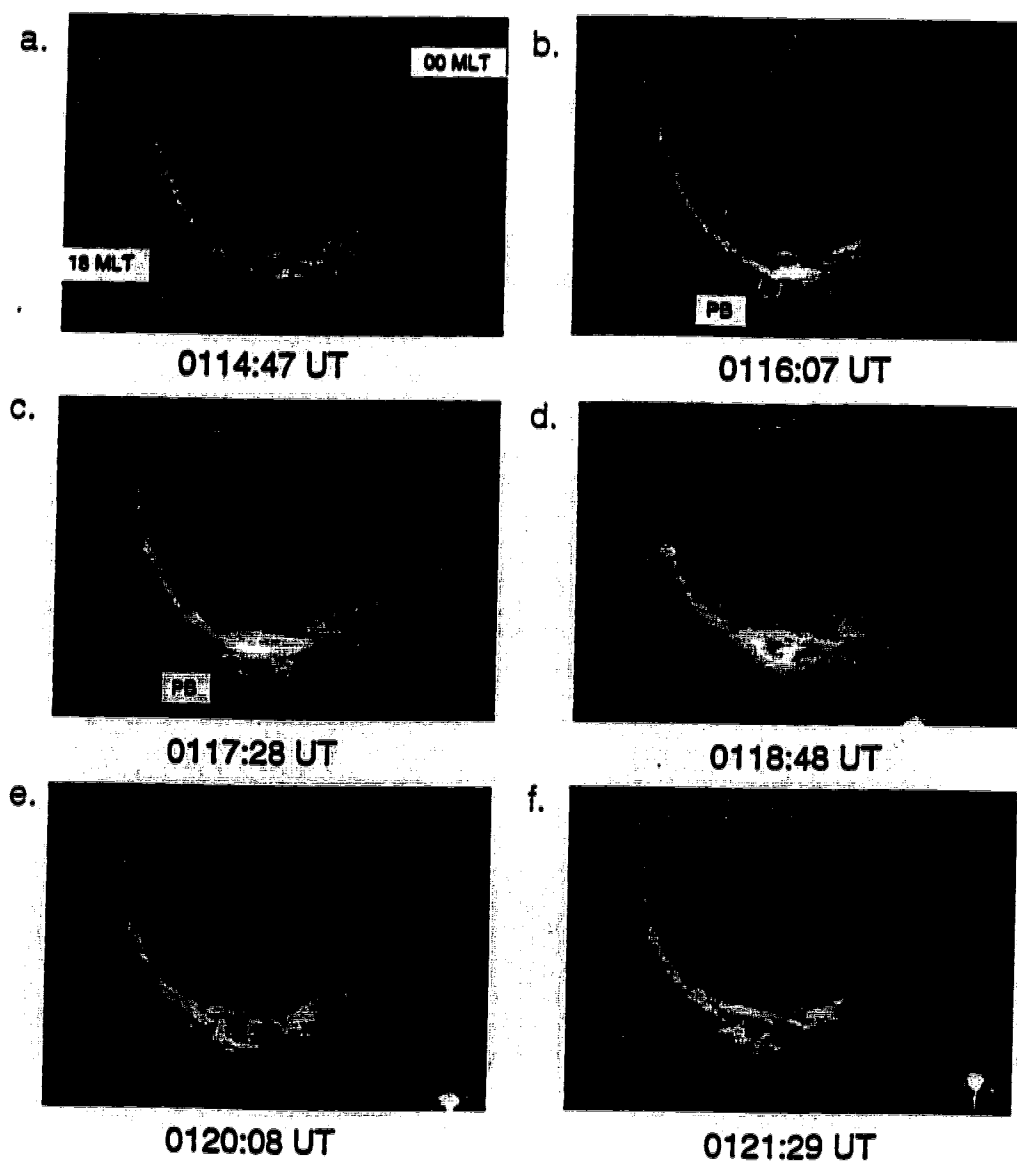 a.
00 MLT
18 MLT
0114:47 UT
b.
PB
0116:07 UT
c.
PB
0117:28 UT
d.
0118:48 UT
e.
0120:08 UT
f.
0121:29 UT